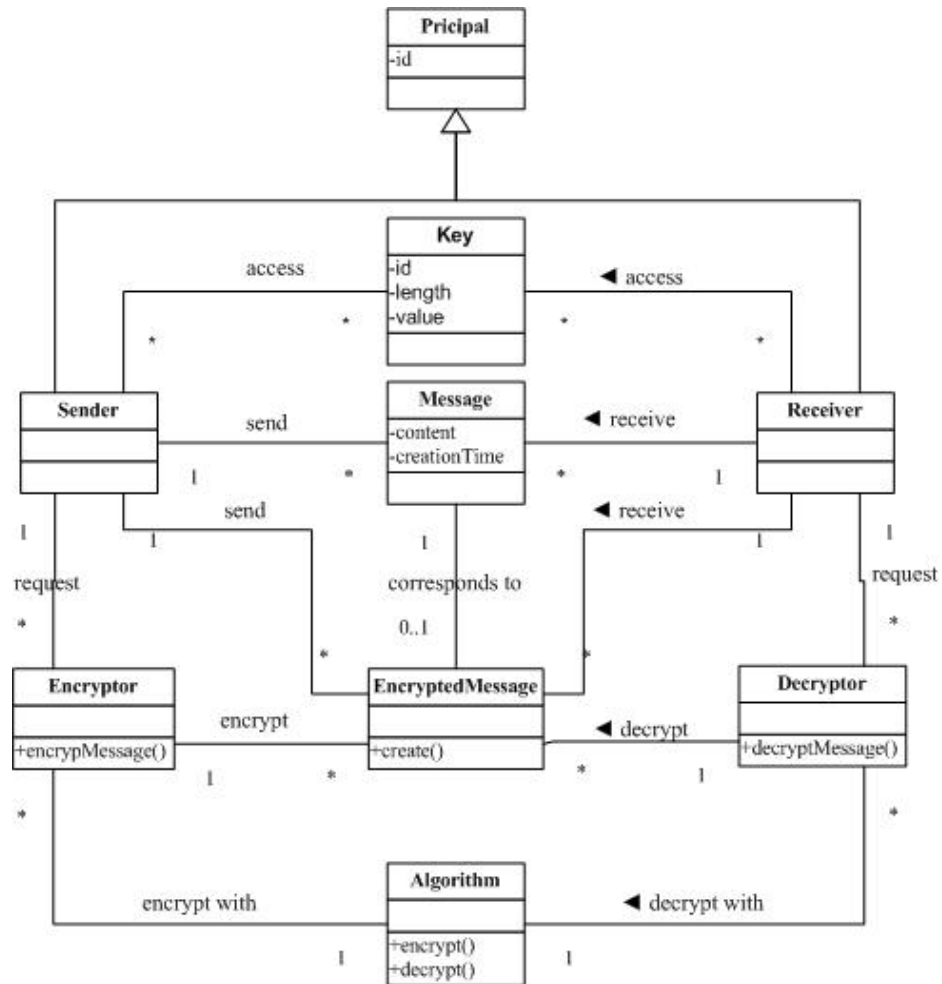 Pricipal
-id
Key
-id
-length
-value
access
◄ access
*
*
*
*
Sender
Message
-content
-creationTime
Receiver
send
◄ receive
1
*
*
1
send
◄ receive
1
1
1
1
1
request
corresponds to
request
*
0..1
*
*
*
Encryptor
+encrypMessage()
EncryptedMessage
+create()
Decryptor
+decryptMessage()
encrypt
◄ decrypt
1
*
*
1
*
*
Algorithm
+encrypt()
+decrypt()
encrypt with
◄ decrypt with
1
1